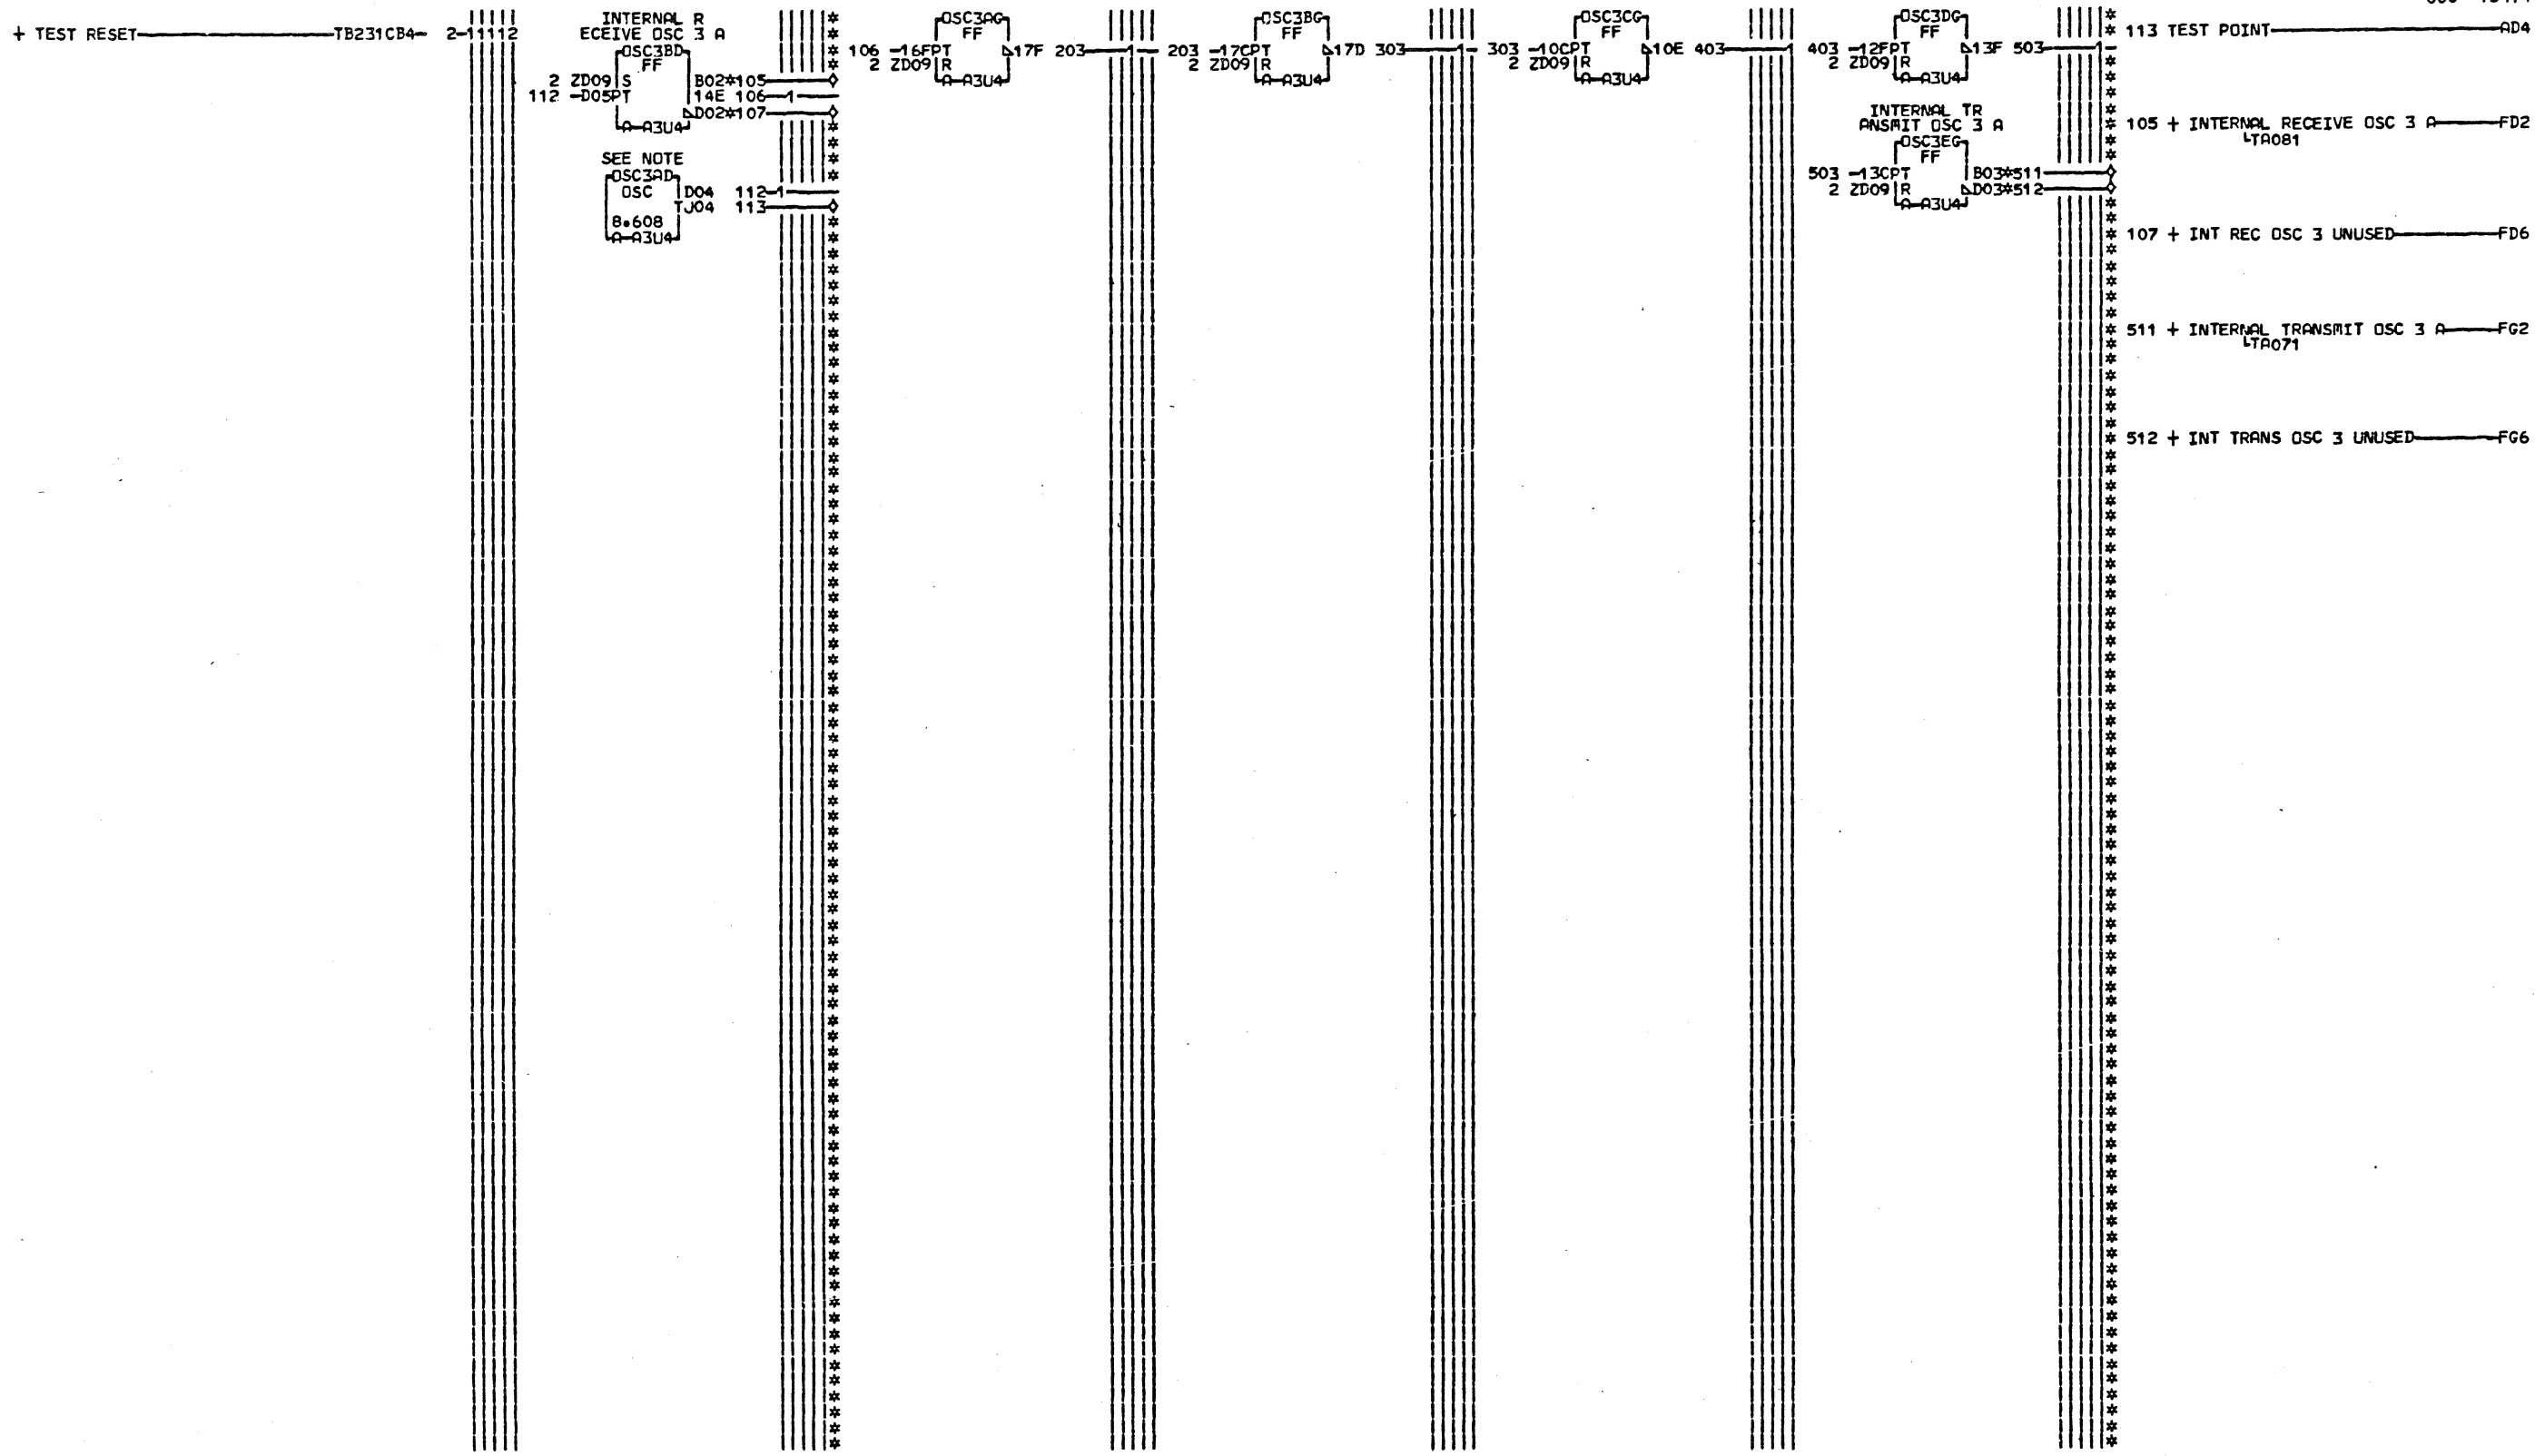 + TEST RESET TB231CB4- 2-11112
INTERNAL R
ECEIVE OSC 3 A
OSC3BD
FF
2 ZD09 S B02*105
112 -D05PT 14E 106 1
D02*107
A-A3U4
SEE NOTE
OSC3AD
OSC D04 112-1
TJ04 113
8.608
A-A3U4
OSC3AG
FF
106 -16FPT 17F 203 1
2 ZD09 R
A-A3U4
OSC3BG
FF
203 -17CPT 17D 303 1
2 ZD09 R
A-A3U4
OSC3CG
FF
303 -10CPT 10E 403 1
2 ZD09 R
A-A3U4
OSC3DG
FF
403 -12FPT 13F 503 1
2 ZD09 R
A-A3U4
INTERNAL TR
ANSMIT OSC 3 A
OSC3EG
FF
503 -13CPT B03*511
2 ZD09 R D03*512
A-A3U4
113 TEST POINT AD4
105 + INTERNAL RECEIVE OSC 3 A FD2
TA081
107 + INT REC OSC 3 UNUSED FD6
511 + INTERNAL TRANSMIT OSC 3 A FG2
TA071
512 + INT TRANS OSC 3 UNUSED FG6